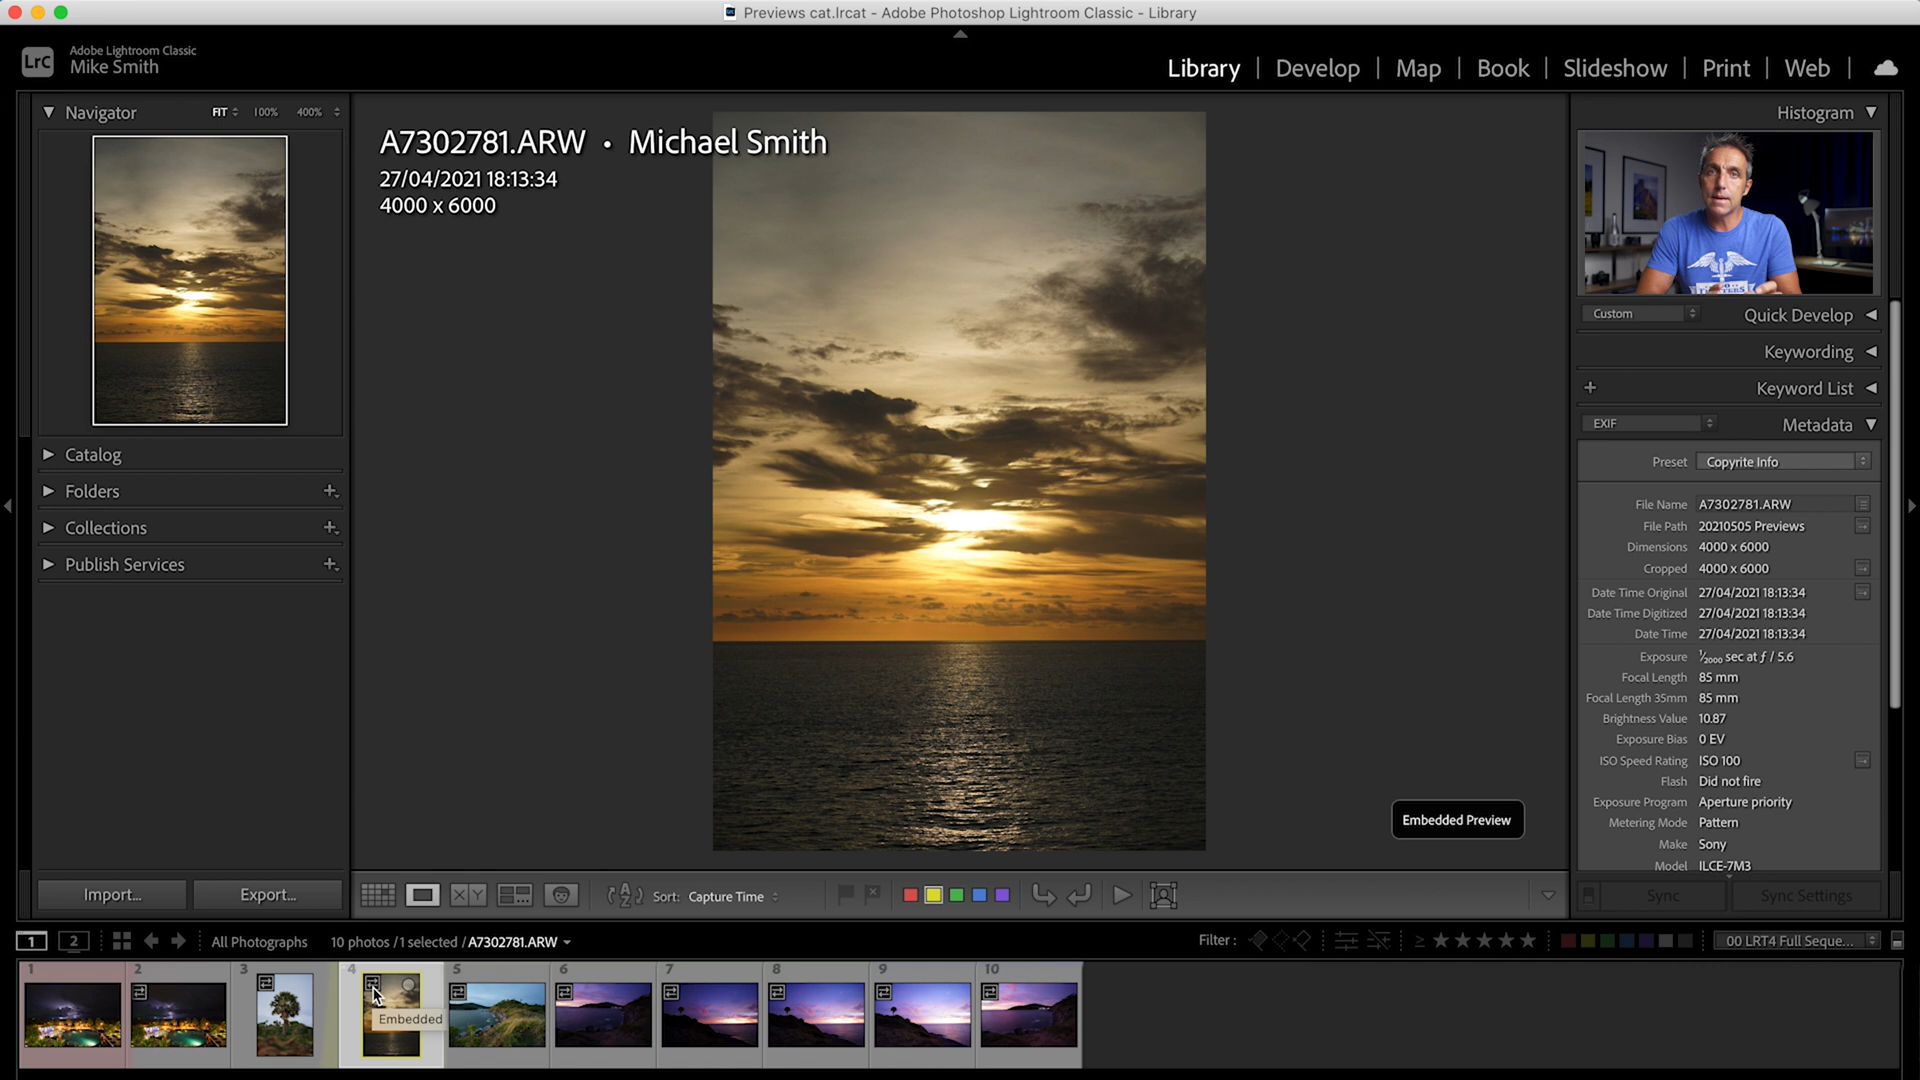 Previews cat.lrcat - Adobe Photoshop Lightroom Classic - Library
LrC
Adobe Lightroom Classic
Mike Smith
Library | Develop | Map | Book | Slideshow | Print | Web |
Navigator FIT 100% 400%
Histogram
A7302781.ARW • Michael Smith
27/04/2021 18:13:34
4000 x 6000
Custom Quick Develop
Keywording
Keyword List
EXIF Metadata
Preset Copyrite Info
File Name A7302781.ARW
File Path 20210505 Previews
Dimensions 4000 x 6000
Cropped 4000 x 6000
Date Time Original 27/04/2021 18:13:34
Date Time Digitized 27/04/2021 18:13:34
Date Time 27/04/2021 18:13:34
Exposure 1/2000 sec at ƒ / 5.6
Focal Length 85 mm
Focal Length 35mm 85 mm
Brightness Value 10.87
Exposure Bias 0 EV
ISO Speed Rating ISO 100
Flash Did not fire
Exposure Program Aperture priority
Metering Mode Pattern
Make Sony
Model ILCE-7M3
Catalog
Folders
Collections
Publish Services
Embedded Preview
Import... Export...
XY
Sort: Capture Time
Sync Sync Settings
1 2 All Photographs 10 photos / 1 selected / A7302781.ARW
Filter : ≥ 00 LRT4 Full Seque...
1 2 3 4 5 6 7 8 9 10
Embedded